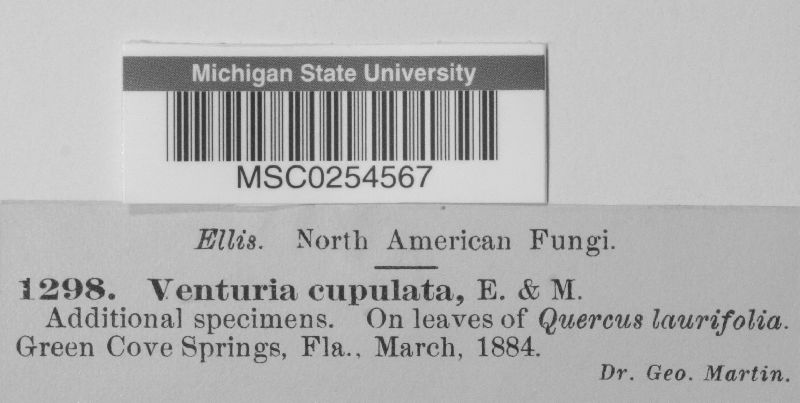 Michigan State University
MSC0254567
Ellis. North American Fungi.
1298. Venturia cupulata, E. & M.
Additional specimens. On leaves of Quercus laurifolia.
Green Cove Springs, Fla., March, 1884.
Dr. Geo. Martin.